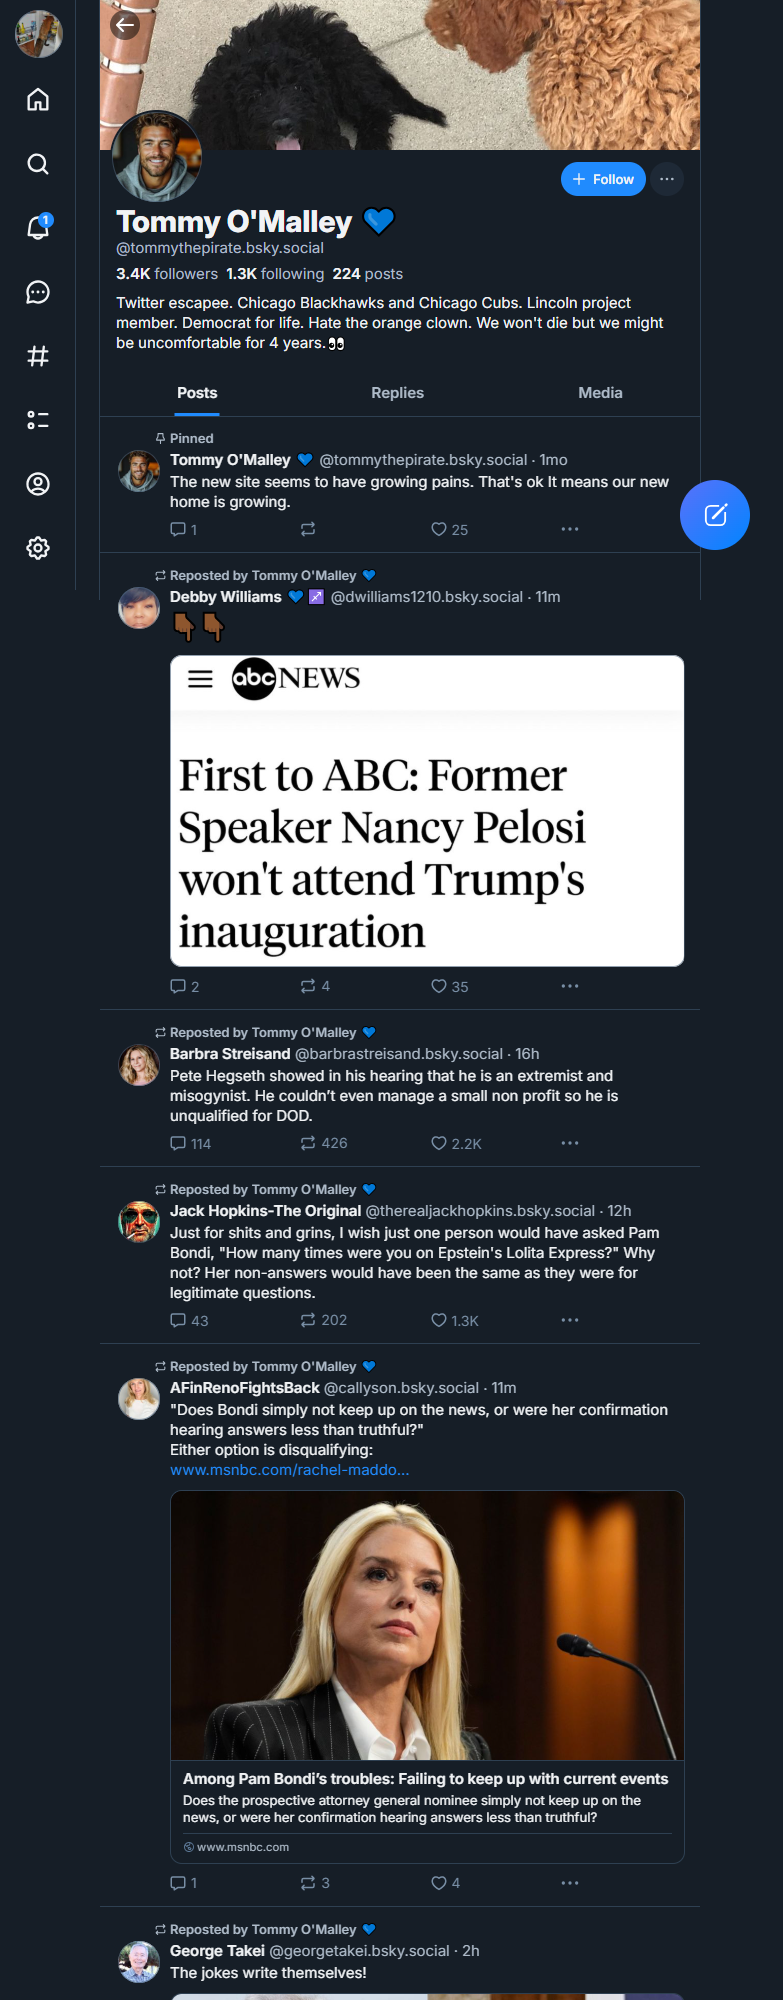 1
+ Follow
Tommy O'Malley 💙
@tommythepirate.bsky.social
3.4K followers 1.3K following 224 posts
Twitter escapee. Chicago Blackhawks and Chicago Cubs. Lincoln project
member. Democrat for life. Hate the orange clown. We won't die but we might
be uncomfortable for 4 years.👀
Posts Replies Media
Pinned
Tommy O'Malley 💙 @tommythepirate.bsky.social · 1mo
The new site seems to have growing pains. That's ok It means our new
home is growing.
1 25
Reposted by Tommy O'Malley 💙
Debby Williams 💙♐ @dwilliams1210.bsky.social · 11m
👇🏾👇🏾
abc NEWS
First to ABC: Former
Speaker Nancy Pelosi
won't attend Trump's
inauguration
2 4 35
Reposted by Tommy O'Malley 💙
Barbra Streisand @barbrastreisand.bsky.social · 16h
Pete Hegseth showed in his hearing that he is an extremist and
misogynist. He couldn’t even manage a small non profit so he is
unqualified for DOD.
114 426 2.2K
Reposted by Tommy O'Malley 💙
Jack Hopkins-The Original @therealjackhopkins.bsky.social · 12h
Just for shits and grins, I wish just one person would have asked Pam
Bondi, "How many times were you on Epstein's Lolita Express?" Why
not? Her non-answers would have been the same as they were for
legitimate questions.
43 202 1.3K
Reposted by Tommy O'Malley 💙
AFinRenoFightsBack @callyson.bsky.social · 11m
"Does Bondi simply not keep up on the news, or were her confirmation
hearing answers less than truthful?"
Either option is disqualifying:
www.msnbc.com/rachel-maddo...
Among Pam Bondi’s troubles: Failing to keep up with current events
Does the prospective attorney general nominee simply not keep up on the
news, or were her confirmation hearing answers less than truthful?
www.msnbc.com
1 3 4
Reposted by Tommy O'Malley 💙
George Takei @georgetakei.bsky.social · 2h
The jokes write themselves!